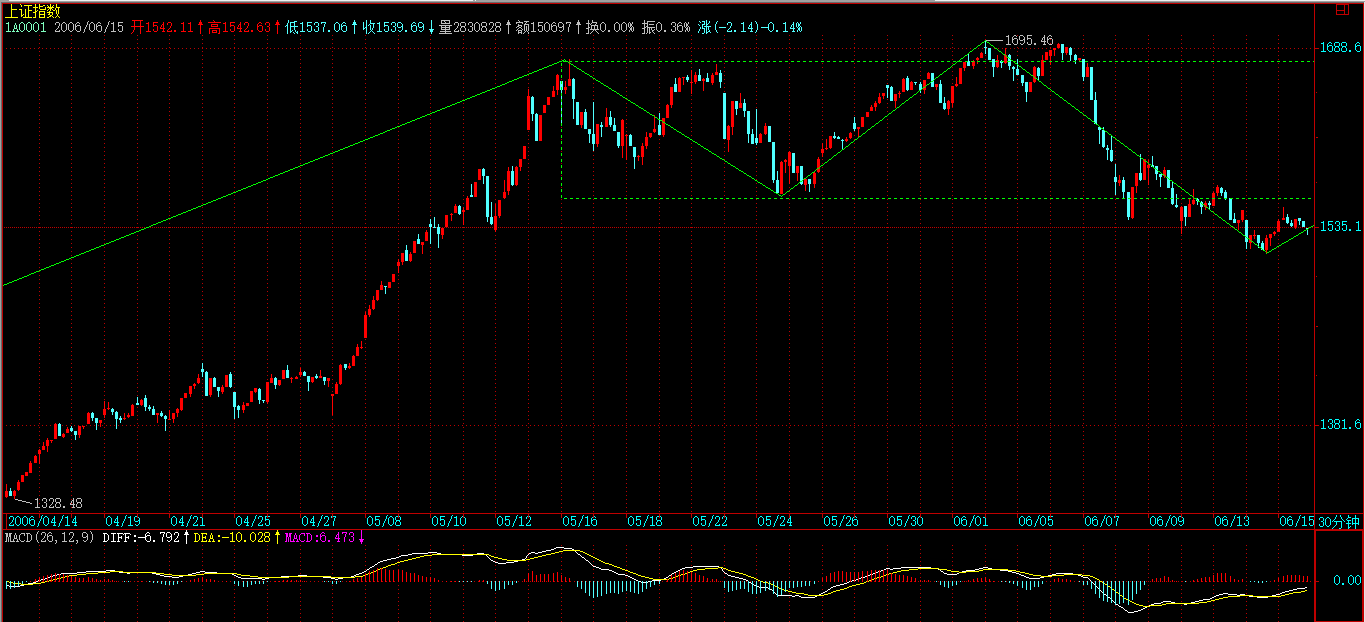 上证指数
1A0001 2006/06/15 开1542.11↑高1542.63↑低1537.06↑收1539.69↓量2830828↑额150697↑换0.00% 振0.36% 涨(-2.14)-0.14%
1695.46
1688.6
1535.1
1381.6
1328.48
2006/04/14 04/19 04/21 04/25 04/27 05/08 05/10 05/12 05/16 05/18 05/22 05/24 05/26 05/30 06/01 06/05 06/07 06/09 06/13 06/15 30分钟
MACD(26,12,9) DIFF:-6.792↑DEA:-10.028↑MACD:6.473↓
0.00